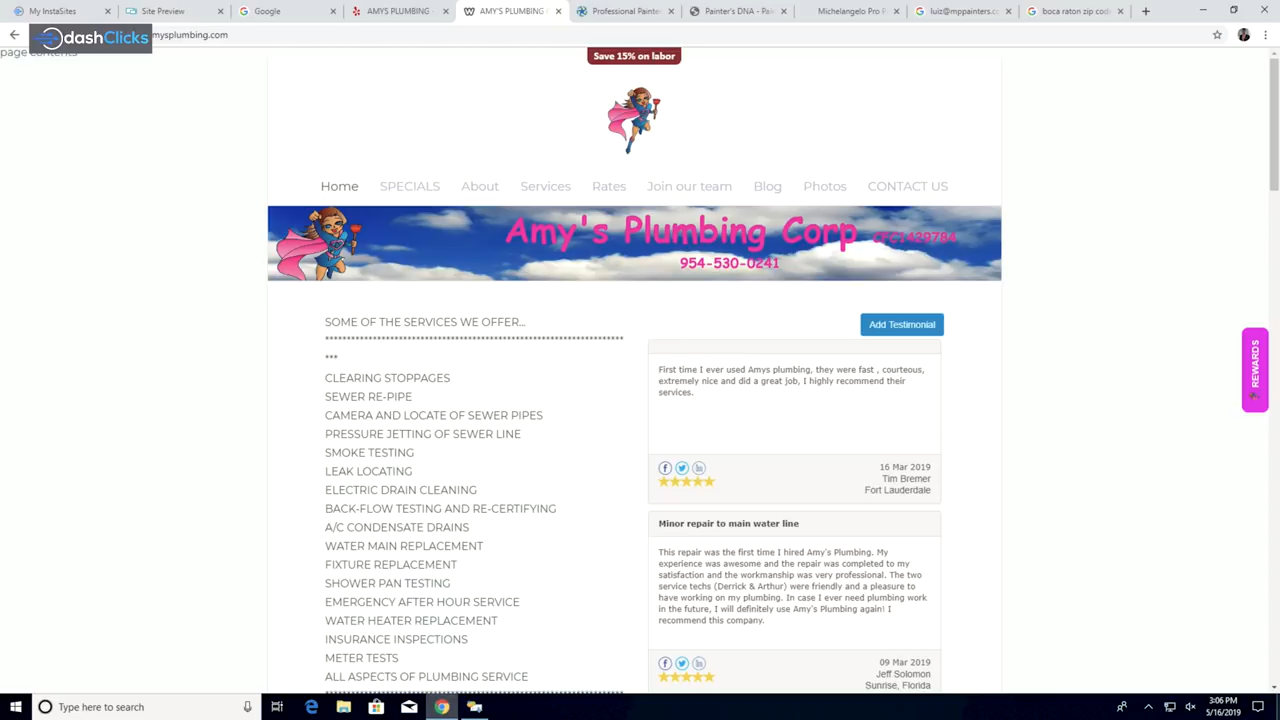 My InstaSites
Site Preview
Google
AMYS PLUMBING
AMY'S PLUMBING
Professional Painte
Painter's DNA - Pai
Michelangelo Pro P
luiz@mppainters.c
boca raton zip cod
dashClicks
mysplumbing.com
page contents
Save 15% on labor
Home
SPECIALS
About
Services
Rates
Join our team
Blog
Photos
CONTACT US
Amy's Plumbing Corp CFC1429784
954-530-0241
SOME OF THE SERVICES WE OFFER...
*********************************************************************
***
CLEARING STOPPAGES
SEWER RE-PIPE
CAMERA AND LOCATE OF SEWER PIPES
PRESSURE JETTING OF SEWER LINE
SMOKE TESTING
LEAK LOCATING
ELECTRIC DRAIN CLEANING
BACK-FLOW TESTING AND RE-CERTIFYING
A/C CONDENSATE DRAINS
WATER MAIN REPLACEMENT
FIXTURE REPLACEMENT
SHOWER PAN TESTING
EMERGENCY AFTER HOUR SERVICE
WATER HEATER REPLACEMENT
INSURANCE INSPECTIONS
METER TESTS
ALL ASPECTS OF PLUMBING SERVICE
Add Testimonial
First time I ever used Amys plumbing, they were fast , courteous,
extremely nice and did a great job, I highly recommend their
services.
16 Mar 2019
Tim Bremer
Fort Lauderdale
Minor repair to main water line
This repair was the first time I hired Amy's Plumbing. My
experience was awesome and the repair was completed to my
satisfaction and the workmanship was very professional. The two
service techs (Derrick & Arthur) were friendly and a pleasure to
have working on my plumbing. In case I ever need plumbing work
in the future, I will definitely use Amy's Plumbing again! I
recommend this company.
09 Mar 2019
Jeff Solomon
Sunrise, Florida
REWARDS
Type here to search
3:06 PM
5/16/2019